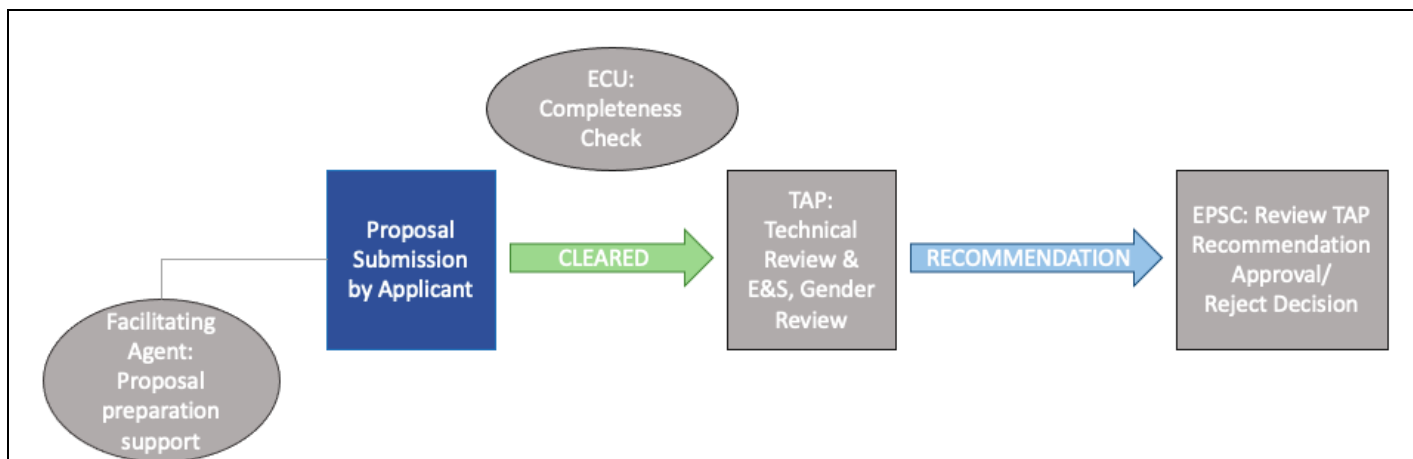 ECU:
Completeness
Check
Proposal
Submission
by Applicant
CLEARED
TAP:
Technical
Review &
E&S, Gender
Review
RECOMMENDATION
EPSC: Review TAP
Recommendation
Approval/
Reject Decision
Facilitating
Agent:
Proposal
preparation
support